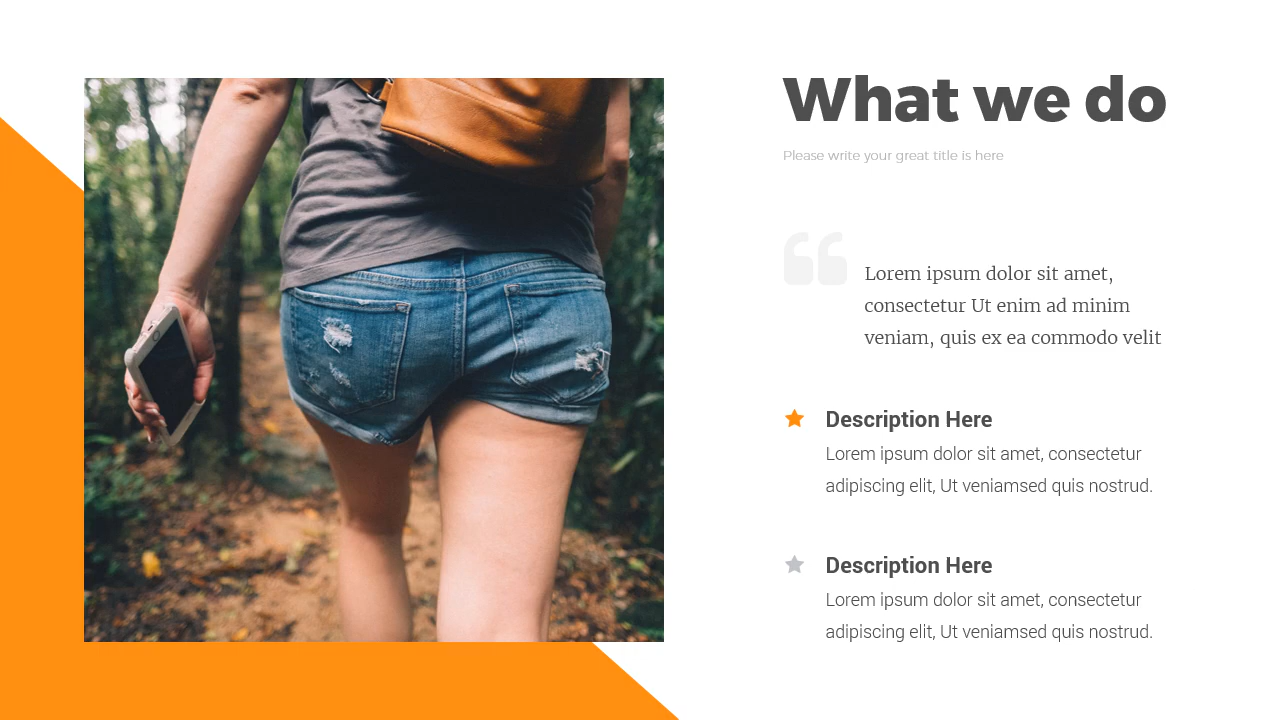 What we do
Please write your great title is here
Lorem ipsum dolor sit amet,
consectetur Ut enim ad minim
veniam, quis ex ea commodo velit
Description Here
Lorem ipsum dolor sit amet, consectetur
adipiscing elit, Ut veniamsed quis nostrud.
Description Here
Lorem ipsum dolor sit amet, consectetur
adipiscing elit, Ut veniamsed quis nostrud.